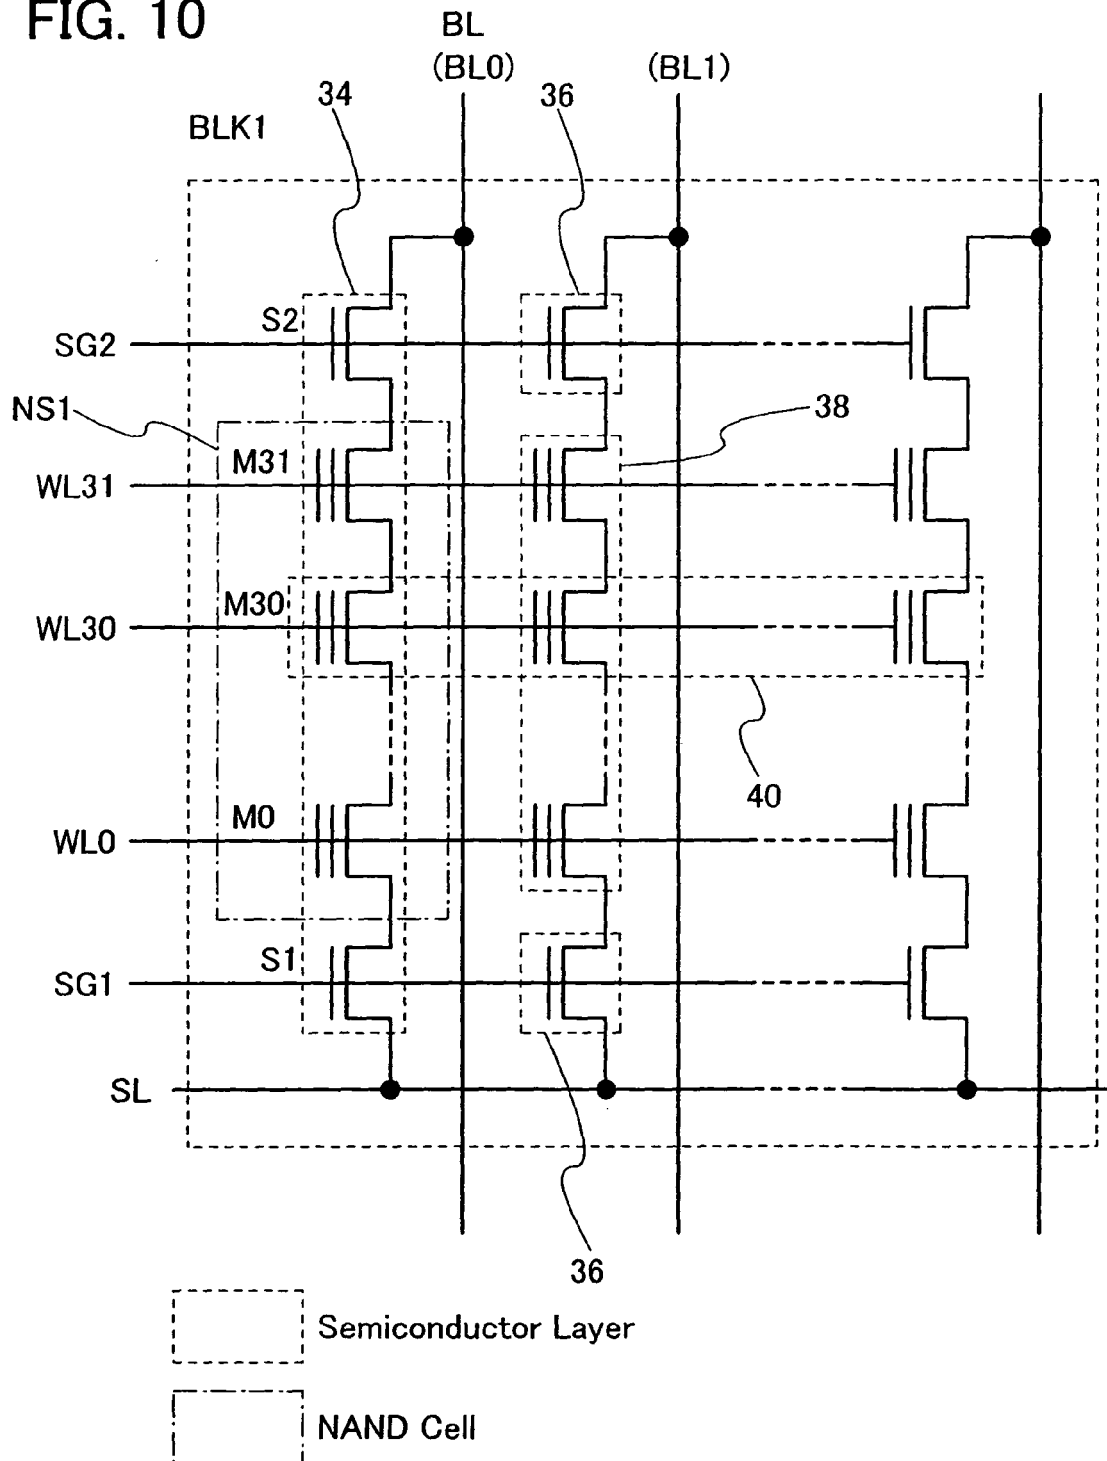 FIG. 10
BL
(BL0)
(BL1)
34
36
BLK1
S2
SG2
NS1
38
M31
WL31
M30
WL30
40
M0
WL0
S1
SG1
SL
36
Semiconductor Layer
NAND Cell